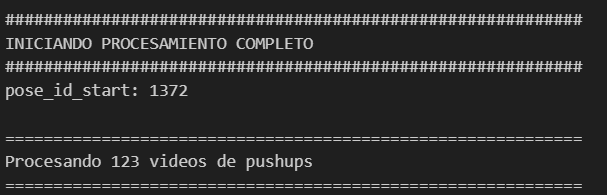 ############################################################
INICIANDO PROCESAMIENTO COMPLETO
############################################################
pose_id_start: 1372
============================================================
Procesando 123 videos de pushups
============================================================